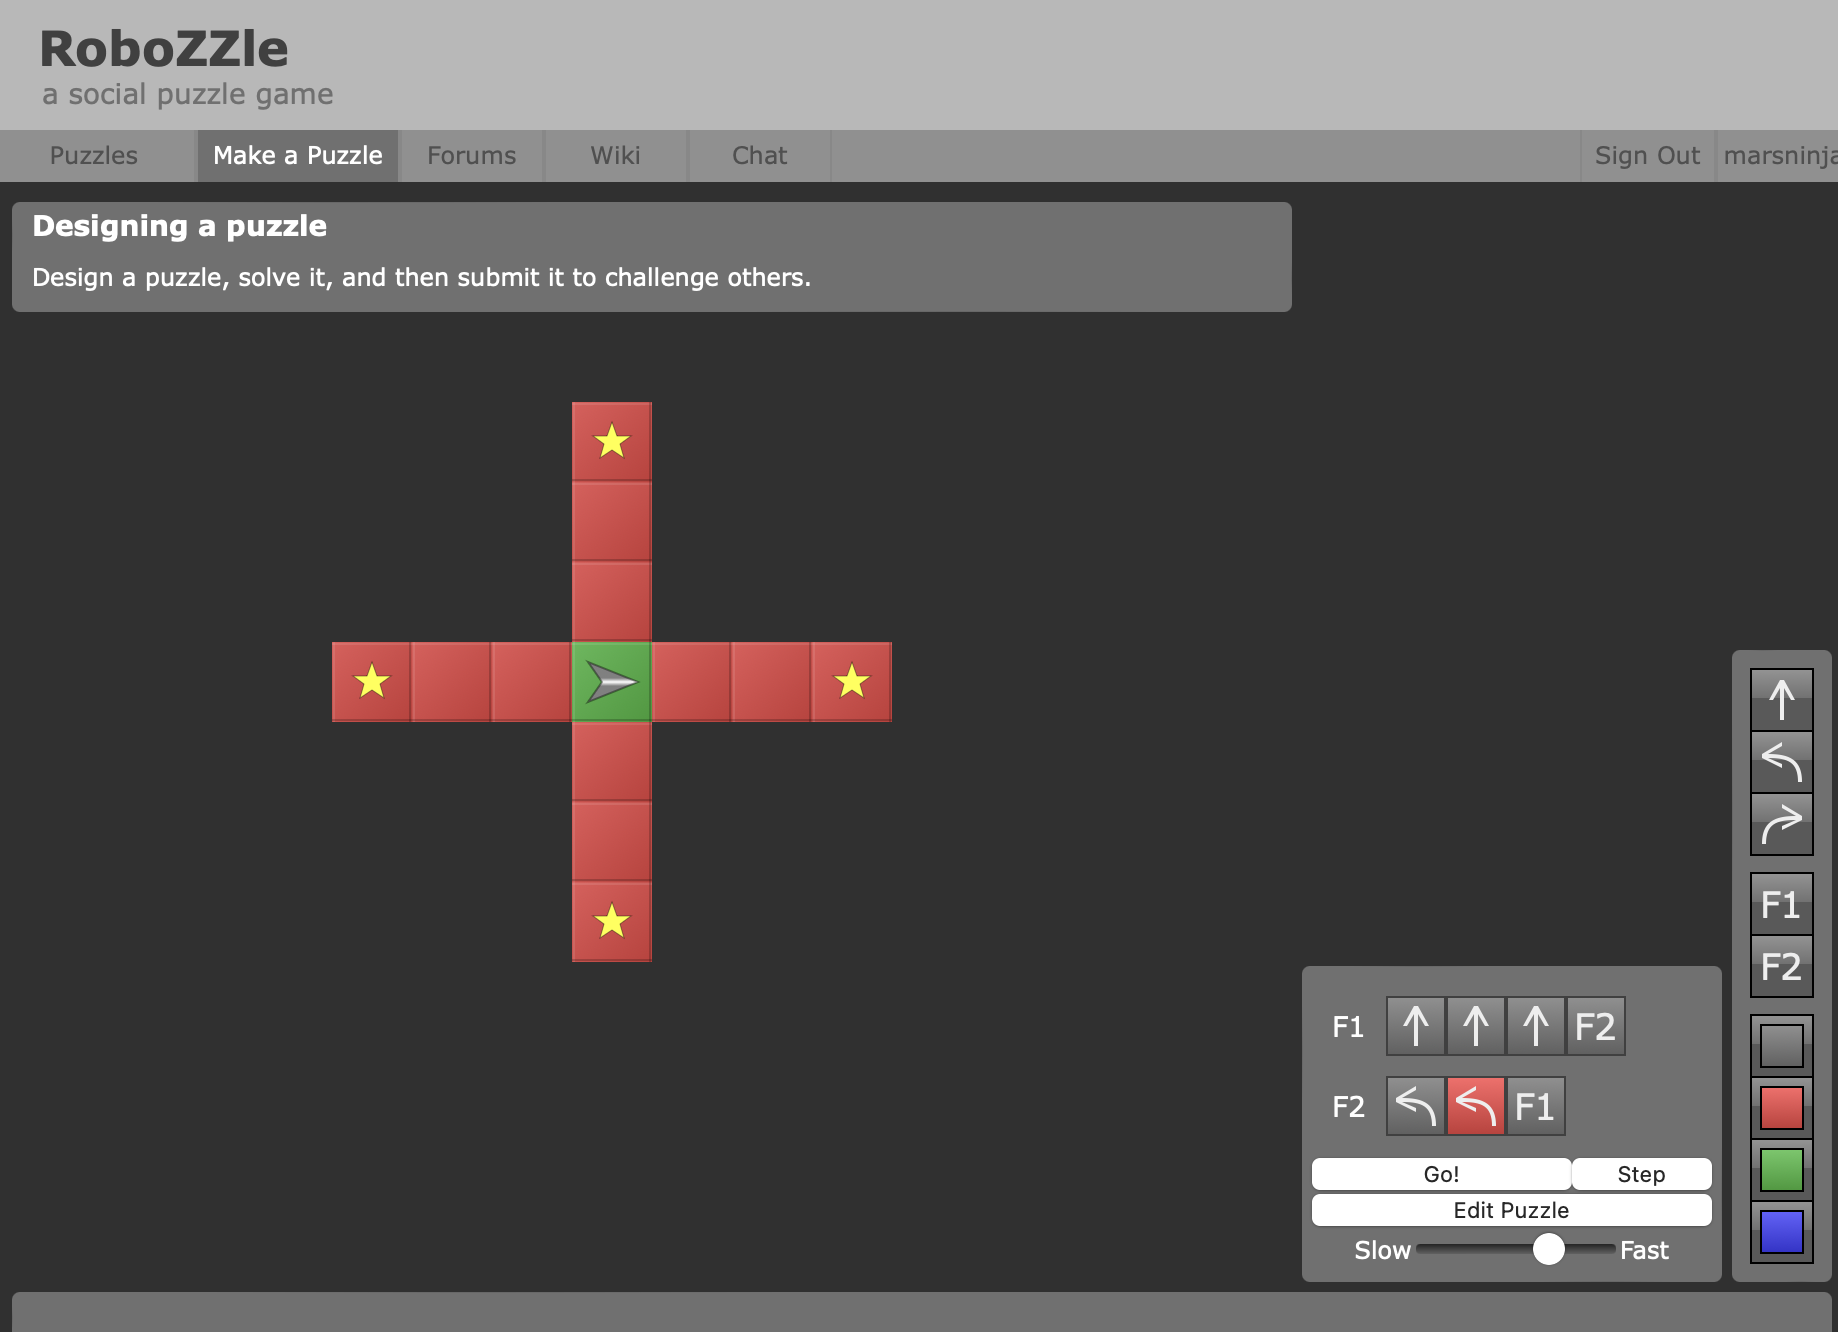 RoboZZle
a social puzzle game
Puzzles Make a Puzzle Forums Wiki Chat Sign Out marsninja
Designing a puzzle
Design a puzzle, solve it, and then submit it to challenge others.
F1
F2
F1 F2
F2 F1
Go! Step
Edit Puzzle
Slow Fast